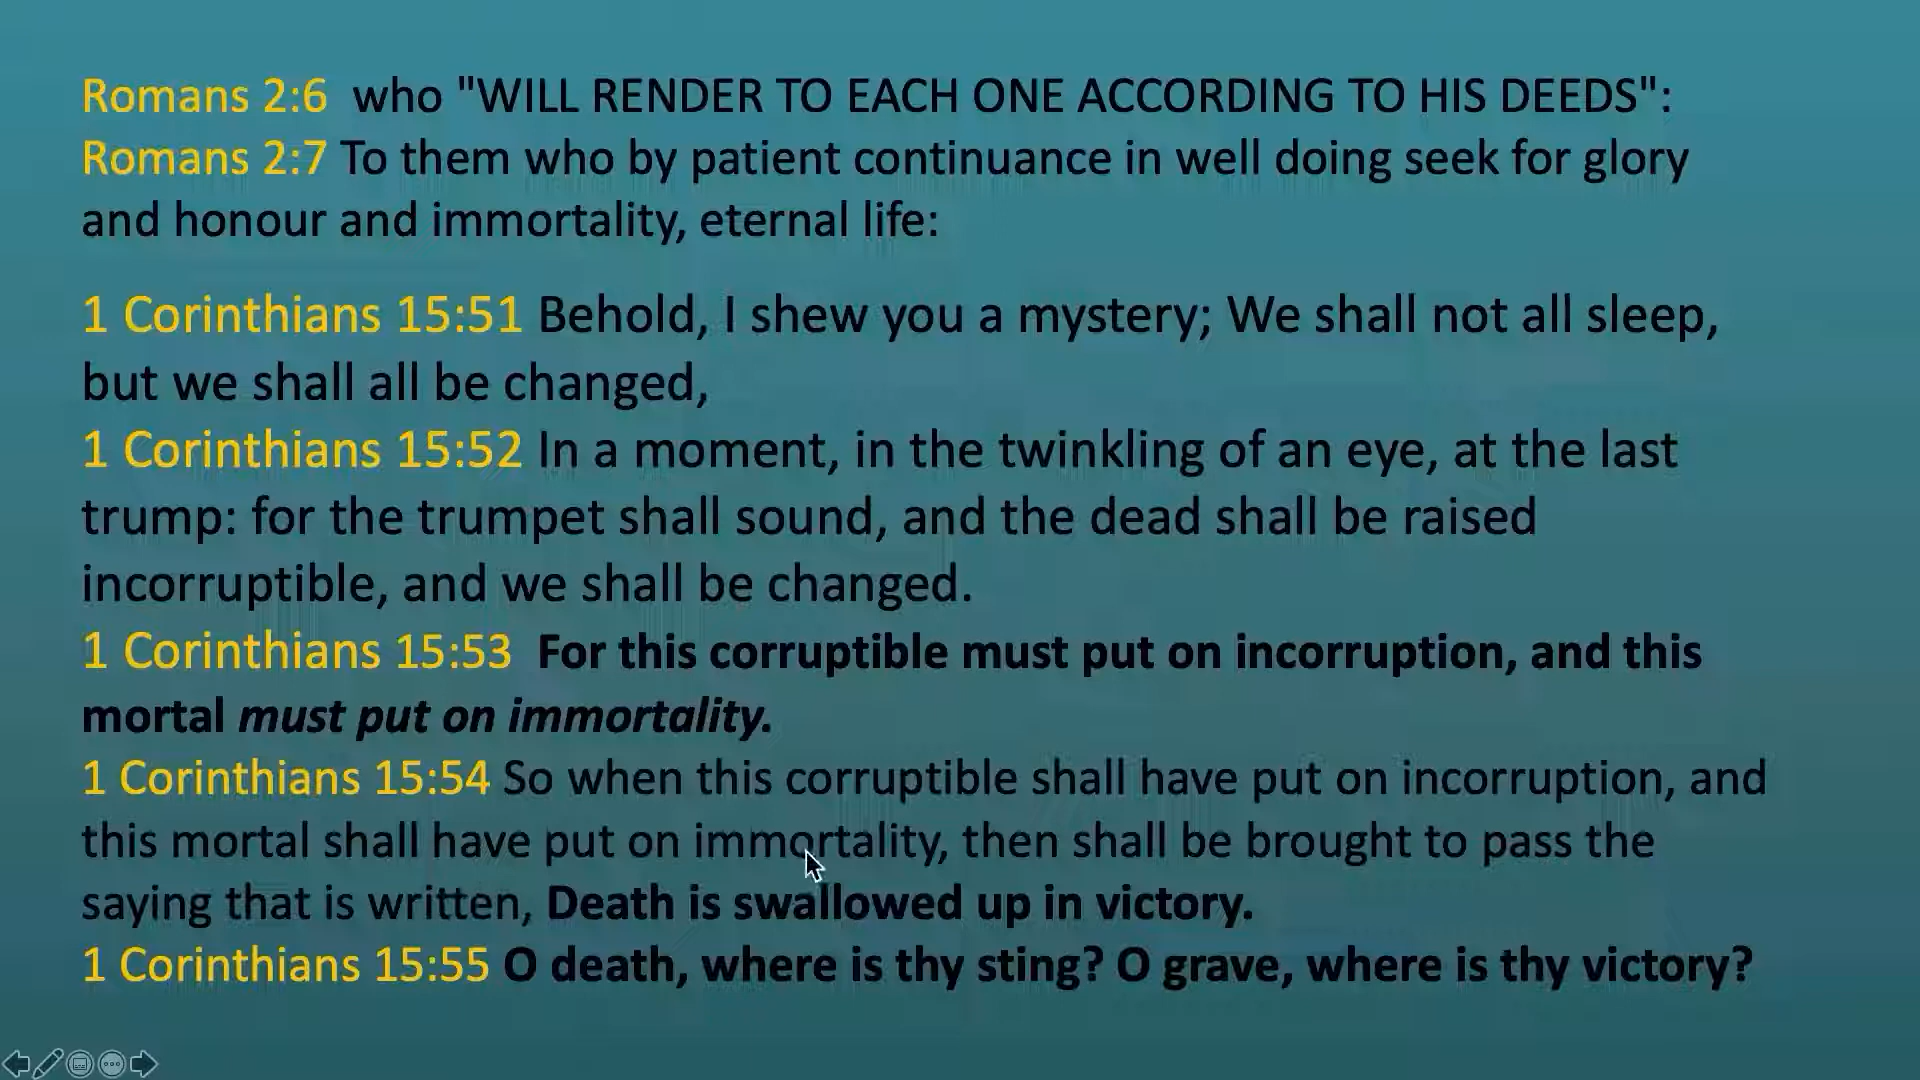 Romans 2:6 who "WILL RENDER TO EACH ONE ACCORDING TO HIS DEEDS":
Romans 2:7 To them who by patient continuance in well doing seek for glory
and honour and immortality, eternal life:
1 Corinthians 15:51 Behold, I shew you a mystery; We shall not all sleep,
but we shall all be changed,
1 Corinthians 15:52 In a moment, in the twinkling of an eye, at the last
trump: for the trumpet shall sound, and the dead shall be raised
incorruptible, and we shall be changed.
1 Corinthians 15:53 For this corruptible must put on incorruption, and this
mortal must put on immortality.
1 Corinthians 15:54 So when this corruptible shall have put on incorruption, and
this mortal shall have put on immortality, then shall be brought to pass the
saying that is written, Death is swallowed up in victory.
1 Corinthians 15:55 O death, where is thy sting? O grave, where is thy victory?